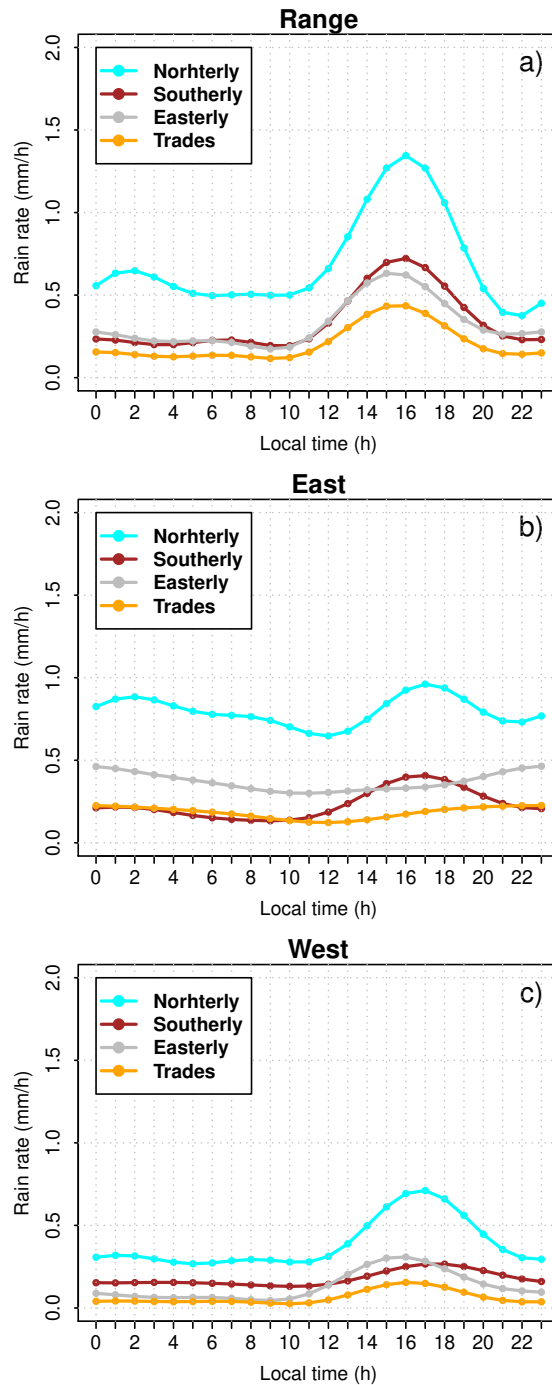 Range
a)
Norhterly
Southerly
Easterly
Trades
Rain rate (mm/h)
2.0
1.5
1.0
0.5
0.0
0 2 4 6 8 10 12 14 16 18 20 22
Local time (h)
East
b)
Norhterly
Southerly
Easterly
Trades
Rain rate (mm/h)
2.0
1.5
1.0
0.5
0.0
0 2 4 6 8 10 12 14 16 18 20 22
Local time (h)
West
c)
Norhterly
Southerly
Easterly
Trades
Rain rate (mm/h)
2.0
1.5
1.0
0.5
0.0
0 2 4 6 8 10 12 14 16 18 20 22
Local time (h)